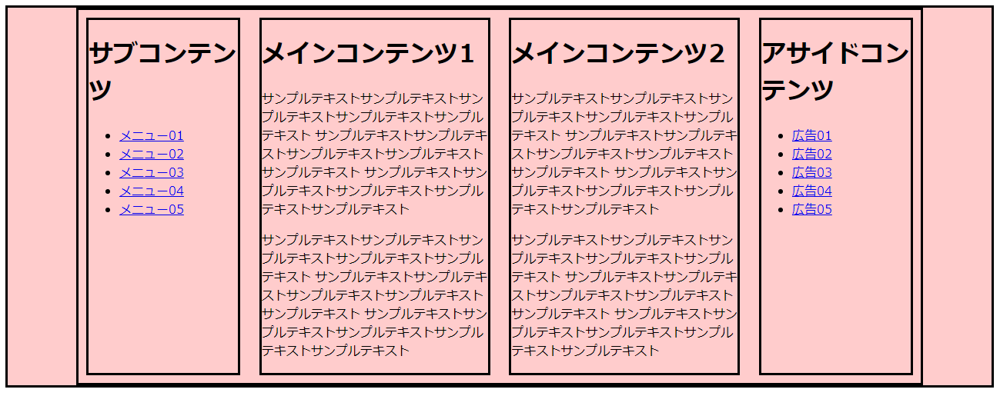 サブコンテン
ツ
メニュー01
メニュー02
メニュー03
メニュー04
メニュー05
メインコンテンツ1
サンプルテキストサンプルテキストサン
プルテキストサンプルテキストサンプル
テキスト サンプルテキストサンプルテキ
ストサンプルテキストサンプルテキスト
サンプルテキスト サンプルテキストサン
プルテキストサンプルテキストサンプル
テキストサンプルテキスト
サンプルテキストサンプルテキストサン
プルテキストサンプルテキストサンプル
テキスト サンプルテキストサンプルテキ
ストサンプルテキストサンプルテキスト
サンプルテキスト サンプルテキストサン
プルテキストサンプルテキストサンプル
テキストサンプルテキスト
メインコンテンツ2
サンプルテキストサンプルテキストサン
プルテキストサンプルテキストサンプル
テキスト サンプルテキストサンプルテキ
ストサンプルテキストサンプルテキスト
サンプルテキスト サンプルテキストサン
プルテキストサンプルテキストサンプル
テキストサンプルテキスト
サンプルテキストサンプルテキストサン
プルテキストサンプルテキストサンプル
テキスト サンプルテキストサンプルテキ
ストサンプルテキストサンプルテキスト
サンプルテキスト サンプルテキストサン
プルテキストサンプルテキストサンプル
テキストサンプルテキスト
アサイドコン
テンツ
広告01
広告02
広告03
広告04
広告05